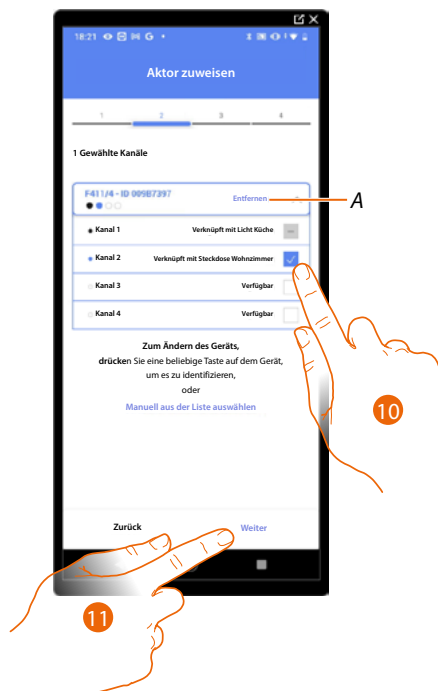 18:21
Aktor zuweisen
1 2 3 4
1 Gewählte Kanäle
F411/4 - ID 009B7397
Entfernen
A
Kanal 1 Verknüpft mit Licht Küche
Kanal 2 Verknüpft mit Steckdose Wohnzimmer
Kanal 3 Verfügbar
Kanal 4 Verfügbar
Zum Ändern des Geräts,
drücken Sie eine beliebige Taste auf dem Gerät,
um es zu identifizieren,
oder
Manuell aus der Liste auswählen
10
Zurück Weiter
11